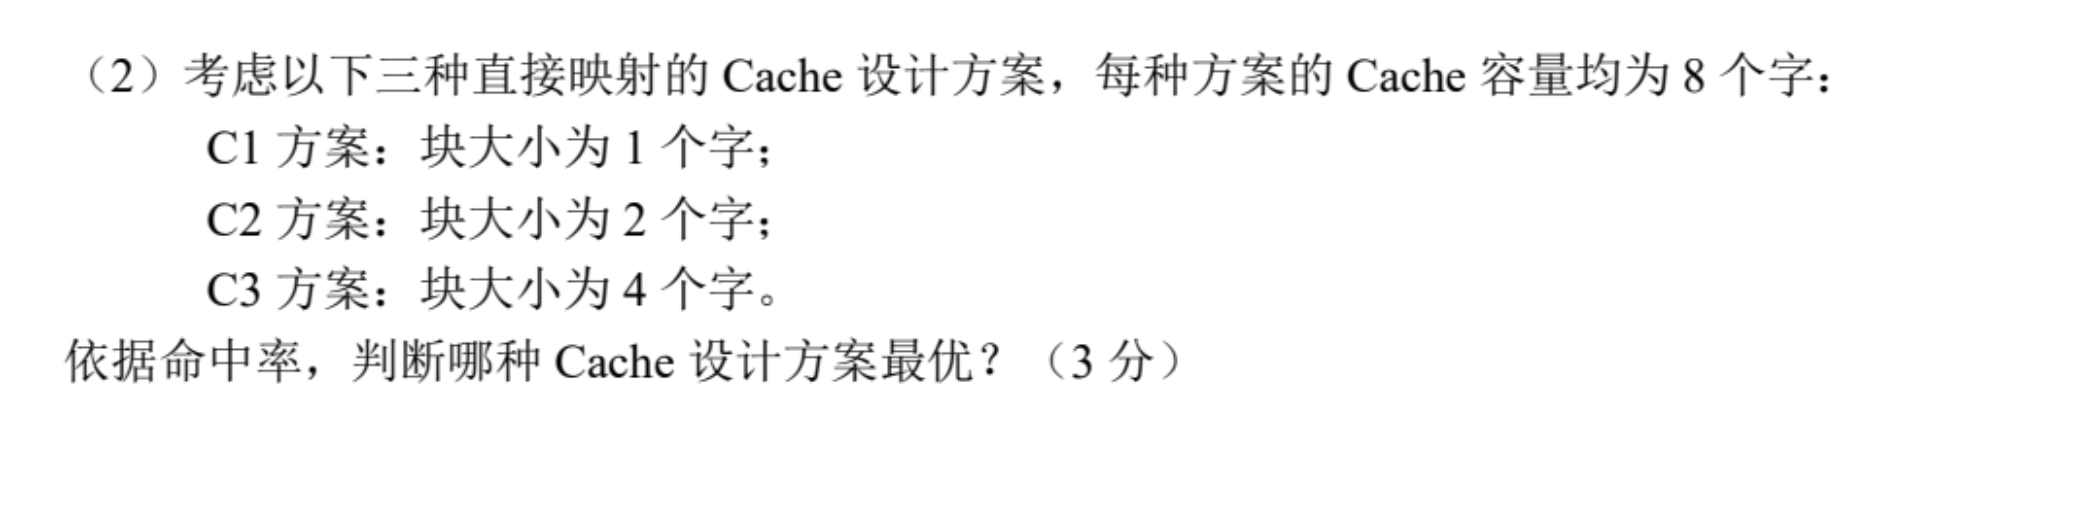 （2）考虑以下三种直接映射的 Cache 设计方案，每种方案的 Cache 容量均为 8 个字：
C1 方案：块大小为 1 个字；
C2 方案：块大小为 2 个字；
C3 方案：块大小为 4 个字。
依据命中率，判断哪种 Cache 设计方案最优？（3 分）